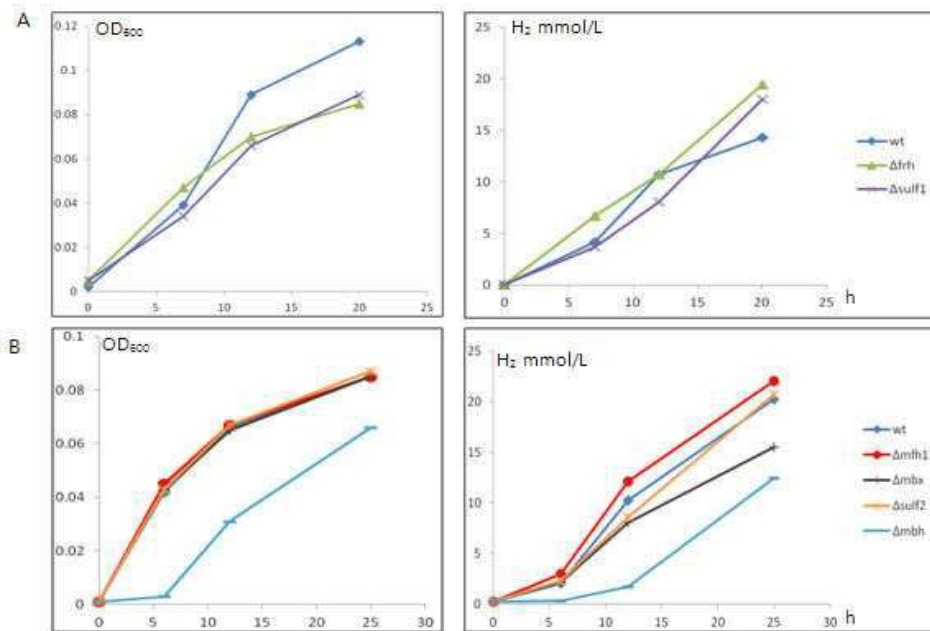 A
OD₆₀₀
0.12
0.1
0.08
0.06
0.04
0.02
0
0 5 10 15 20 25
H₂ mmol/L
25
20
15
10
5
0
0 5 10 15 20 25
h
wt
Δfrh
Δsulf1
B
OD₆₀₀
0.1
0.08
0.06
0.04
0.02
0
0 5 10 15 20 25 30
H₂ mmol/L
25
20
15
10
5
0
0 5 10 15 20 25 30
h
wt
Δmfh1
Δmbx
Δsulf2
Δmbh